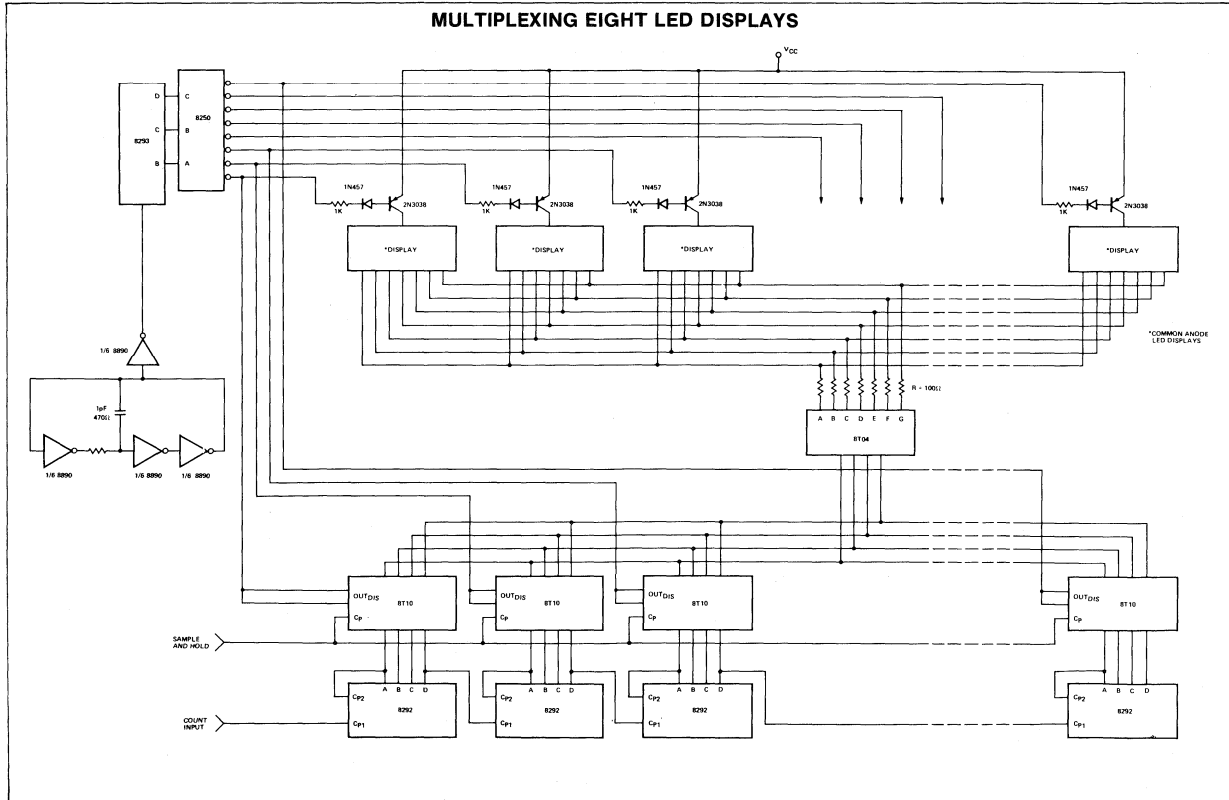 MULTIPLEXING EIGHT LED DISPLAYS
VCC
D C
8250
8293
C B
B A
1N457
2N3038
1K
1N457
2N3038
1K
1N457
2N3038
1K
1N457
2N3038
1K
*DISPLAY
*DISPLAY
*DISPLAY
*DISPLAY
*COMMON ANODE
LED DISPLAYS
1/6 8890
1pF
470Ω
1/6 8890
1/6 8890
1/6 8890
R = 100Ω
A B C D E F G
8T04
OUTDIS
8T10
CP
OUTDIS
8T10
CP
OUTDIS
8T10
CP
OUTDIS
8T10
CP
SAMPLE
AND HOLD
A B C D
CP2
8292
CP1
A B C D
CP2
8292
CP1
A B C D
CP2
8292
CP1
A B C D
CP2
8292
CP1
COUNT
INPUT